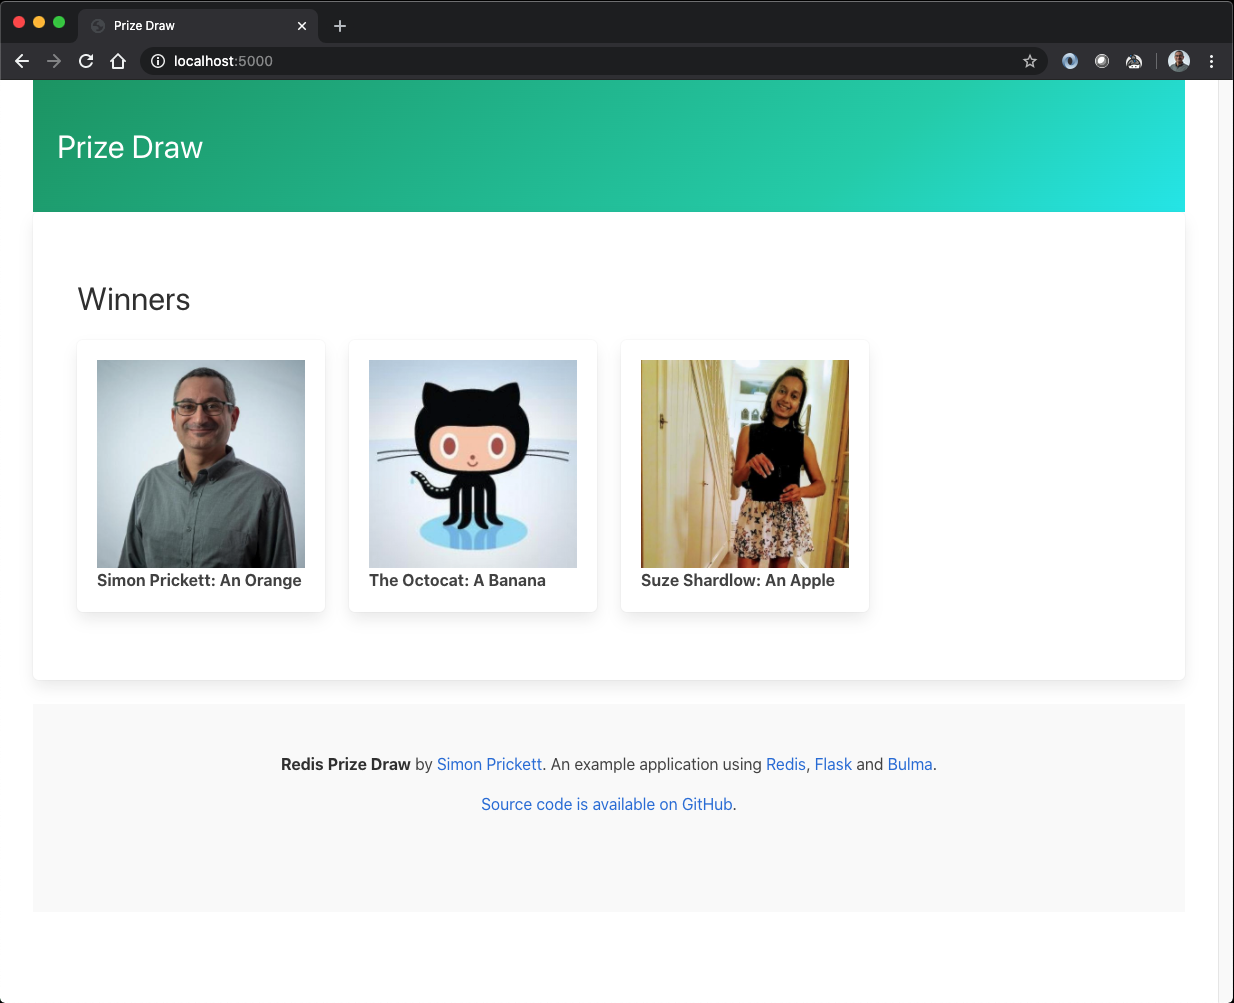 Prize Draw
localhost:5000
Prize Draw
Winners
Simon Prickett: An Orange
The Octocat: A Banana
Suze Shardlow: An Apple
Redis Prize Draw by Simon Prickett. An example application using Redis, Flask and Bulma.
Source code is available on GitHub.